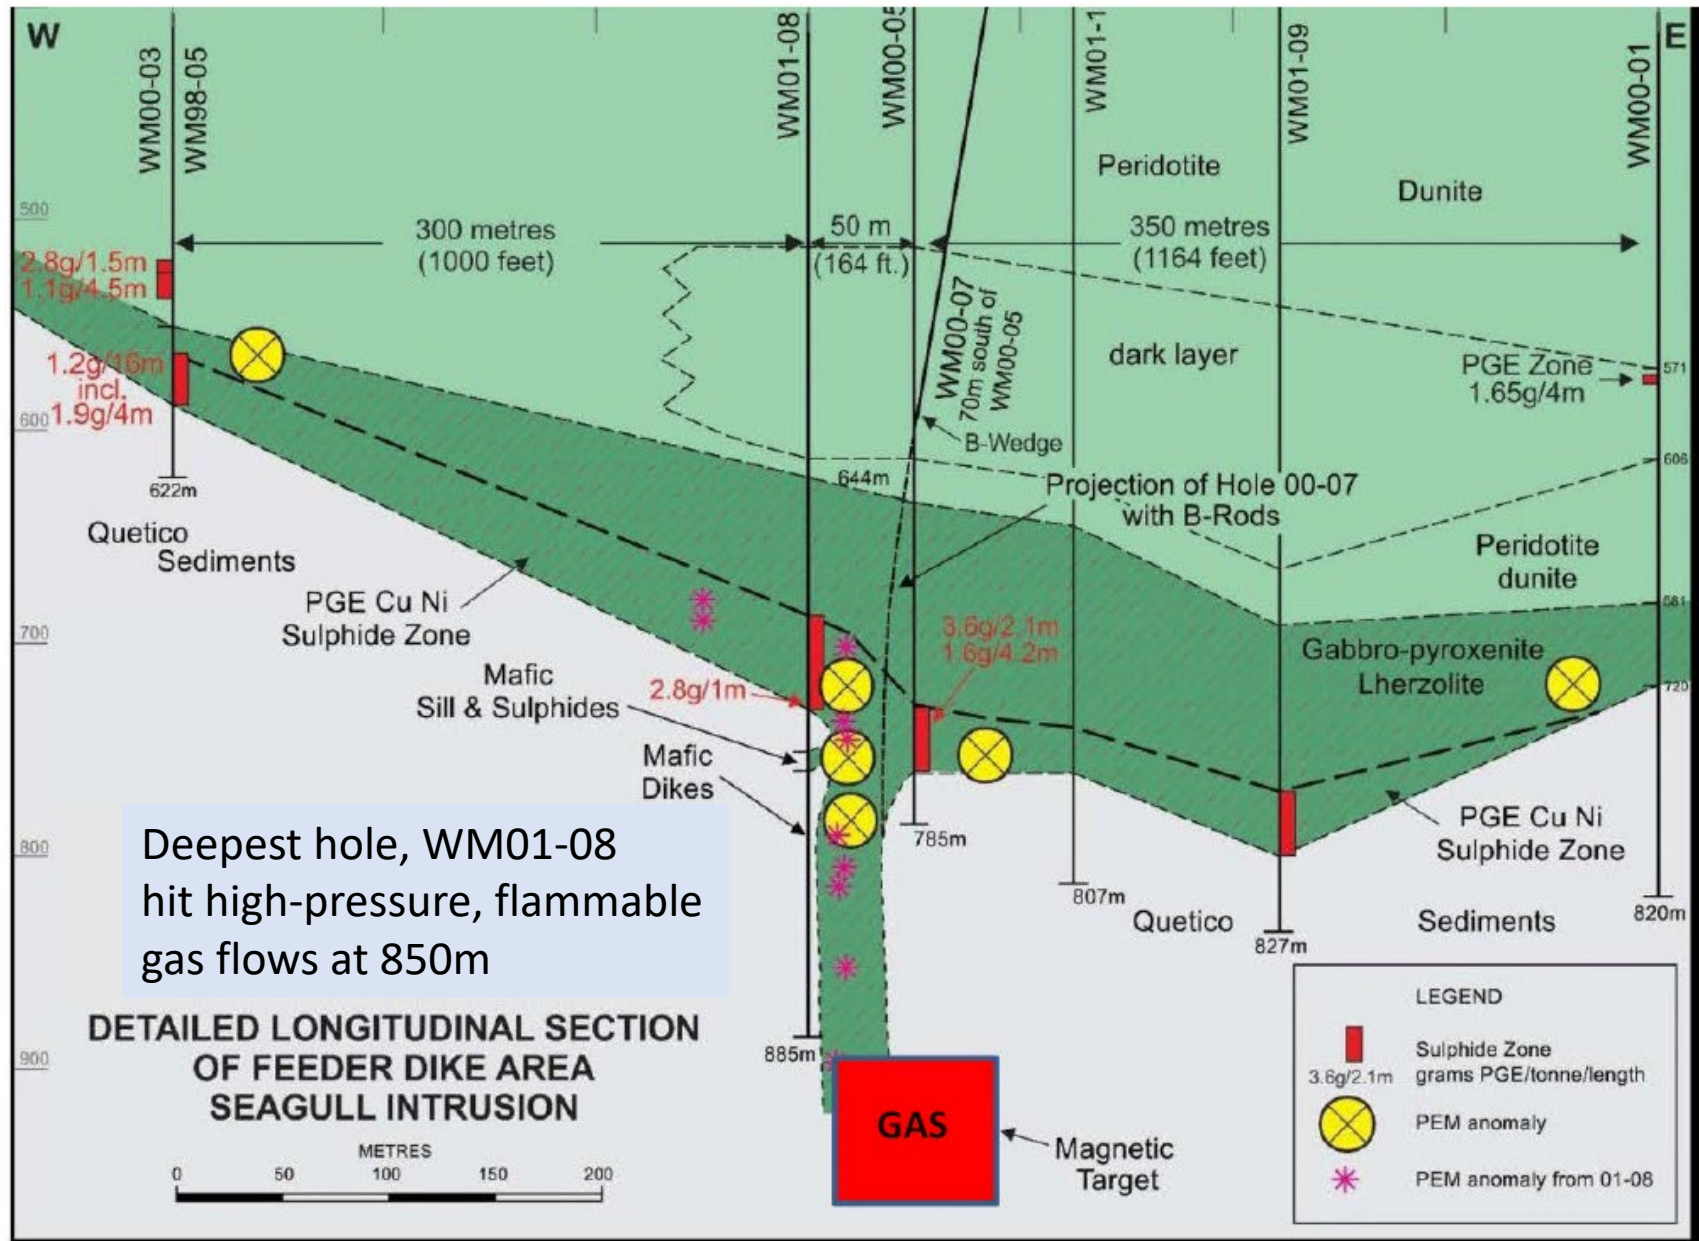 W
E
WM00-03
WM98-05
WM01-08
WM00-05
WM01-1
WM01-09
WM00-01
Peridotite
Dunite
500
300 metres
(1000 feet)
50 m
(164 ft.)
350 metres
(1164 feet)
2.8g/1.5m
1.1g/4.5m
WM00-07
70m south of
WM00-05
dark layer
PGE Zone
1.65g/4m
571
1.2g/16m
incl.
1.9g/4m
600
B-Wedge
606
622m
644m
Projection of Hole 00-07
with B-Rods
Quetico
Sediments
Peridotite
dunite
PGE Cu Ni
Sulphide Zone
681
700
3.6g/2.1m
1.6g/4.2m
Gabbro-pyroxenite
Lherzolite
720
Mafic
Sill & Sulphides
2.8g/1m
Mafic
Dikes
PGE Cu Ni
Sulphide Zone
800
785m
807m
Quetico
Sediments
827m
820m
Deepest hole, WM01-08
hit high-pressure, flammable
gas flows at 850m
DETAILED LONGITUDINAL SECTION
OF FEEDER DIKE AREA
SEAGULL INTRUSION
900
885m
GAS
Magnetic
Target
METRES
0 50 100 150 200
LEGEND
Sulphide Zone
3.6g/2.1m grams PGE/tonne/length
PEM anomaly
PEM anomaly from 01-08